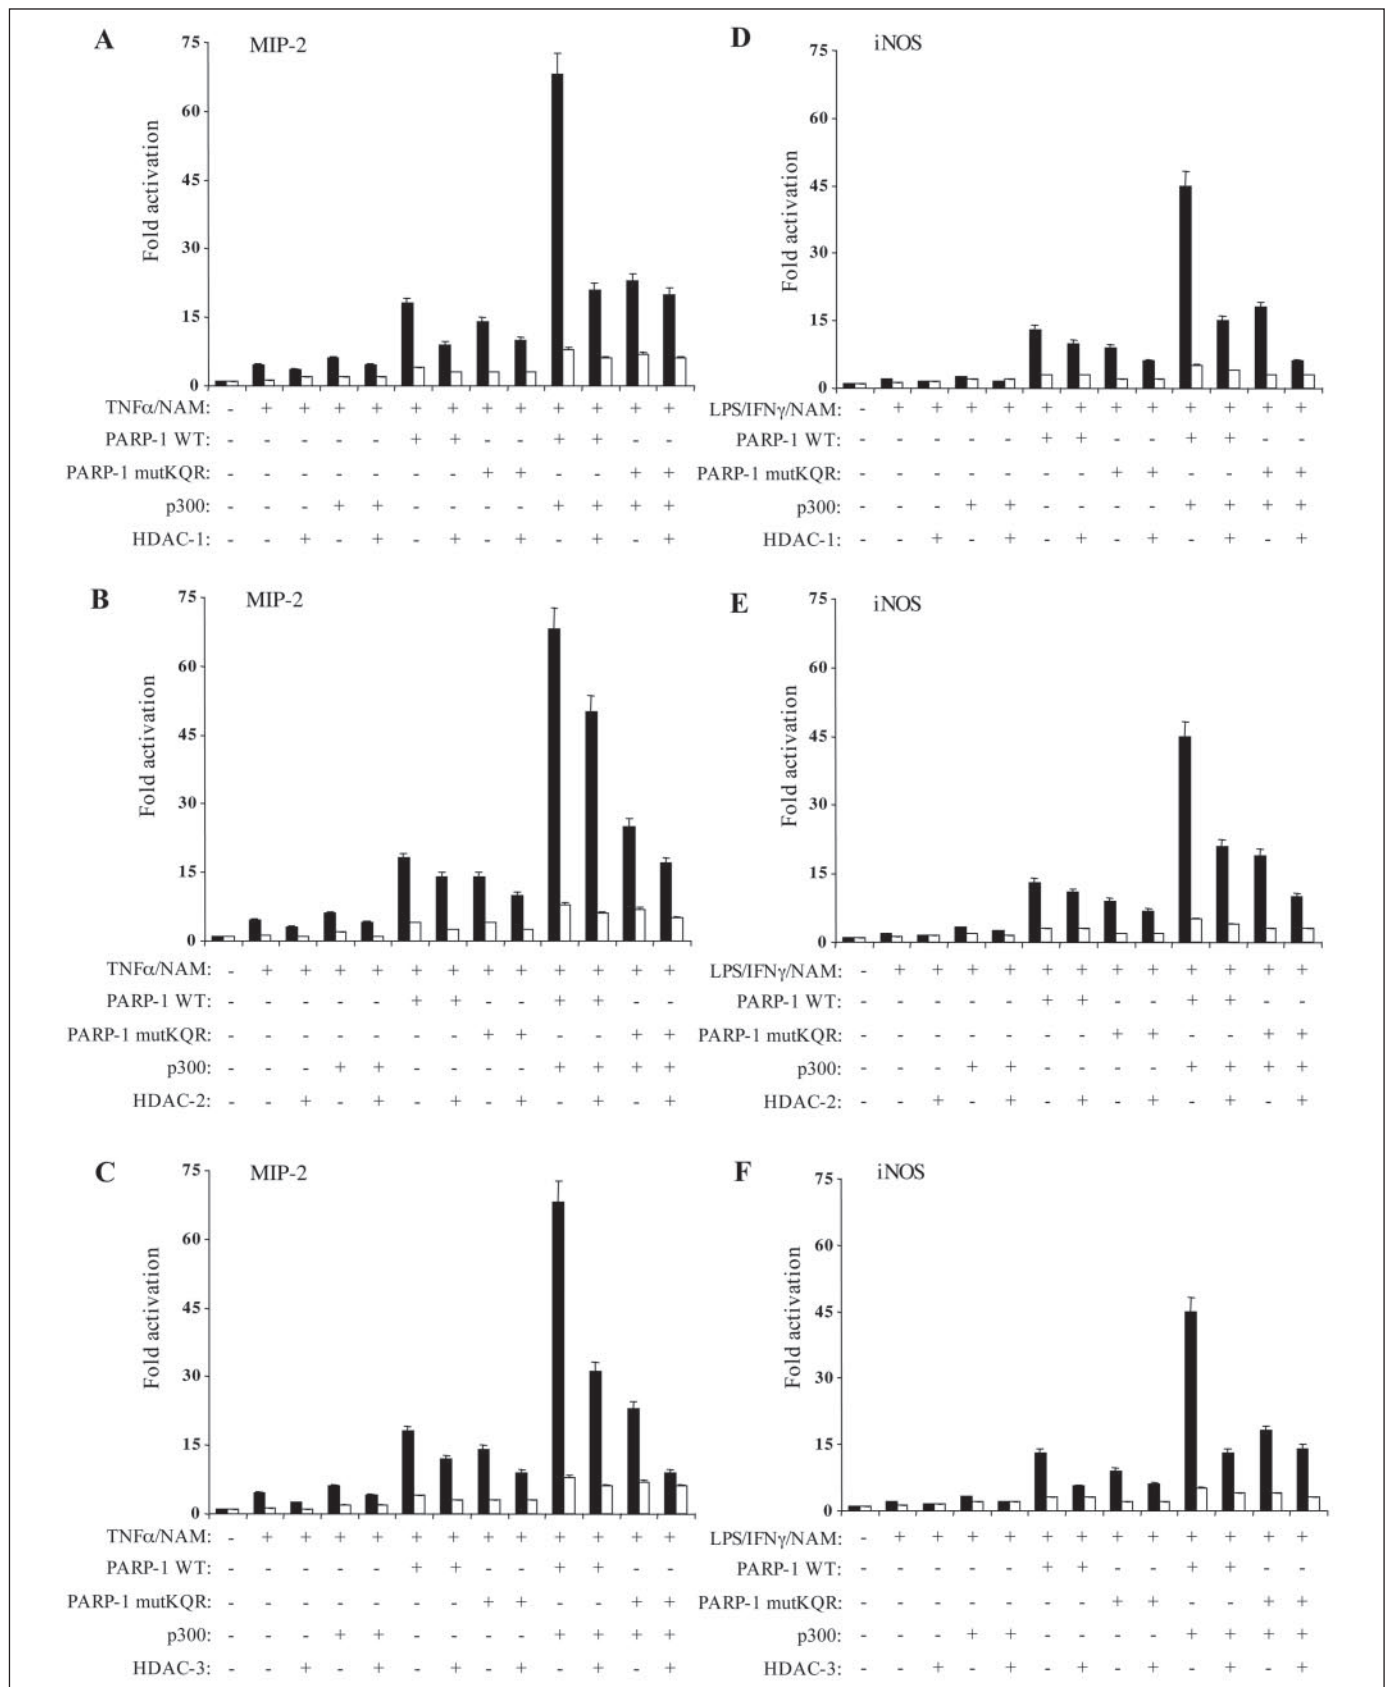 A
MIP-2
75
60
45
30
15
0
Fold activation
TNFα/NAM: - + + + + + + + + + + + +
PARP-1 WT: - - - - - + + - - + + - -
PARP-1 mutKQR: - - - - - - - + + - - + +
p300: - - - + + - - - - + + + +
HDAC-1: - - + - + - + - + - + - +
D
iNOS
75
60
45
30
15
0
Fold activation
LPS/IFNγ/NAM: - + + + + + + + + + + + +
PARP-1 WT: - - - - - + + - - + + - -
PARP-1 mutKQR: - - - - - - - + + - - + +
p300: - - - + + - - - - + + + +
HDAC-1: - - + - + - + - + - + - +
B
MIP-2
75
60
45
30
15
0
Fold activation
TNFα/NAM: - + + + + + + + + + + + +
PARP-1 WT: - - - - - + + - - + + - -
PARP-1 mutKQR: - - - - - - - + + - - + +
p300: - - - + + - - - - + + + +
HDAC-2: - - + - + - + - + - + - +
E
iNOS
75
60
45
30
15
0
Fold activation
LPS/IFNγ/NAM: - + + + + + + + + + + + +
PARP-1 WT: - - - - - + + - - + + - -
PARP-1 mutKQR: - - - - - - - + + - - + +
p300: - - - + + - - - - + + + +
HDAC-2: - - + - + - + - + - + - +
C
MIP-2
75
60
45
30
15
0
Fold activation
TNFα/NAM: - + + + + + + + + + + + +
PARP-1 WT: - - - - - + + - - + + - -
PARP-1 mutKQR: - - - - - - - + + - - + +
p300: - - - + + - - - - + + + +
HDAC-3: - - + - + - + - + - + - +
F
iNOS
75
60
45
30
15
0
Fold activation
LPS/IFNγ/NAM: - + + + + + + + + + + + +
PARP-1 WT: - - - - - + + - - + + - -
PARP-1 mutKQR: - - - - - - - + + - - + +
p300: - - - + + - - - - + + + +
HDAC-3: - - + - + - + - + - + - +